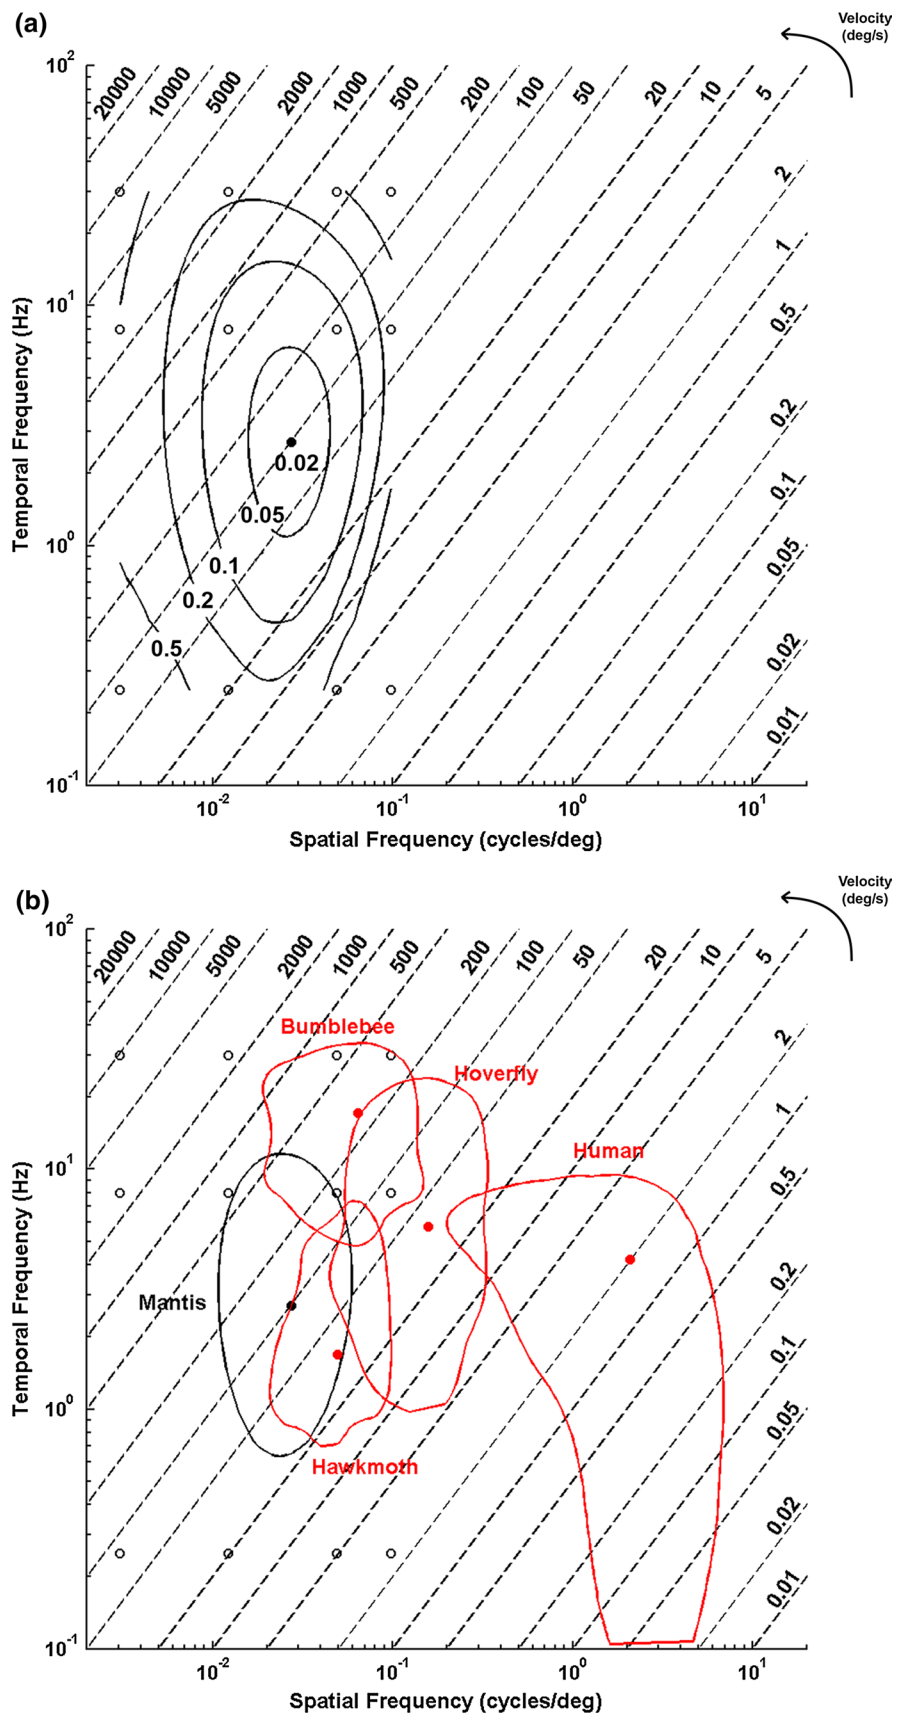 (a)
Velocity
(deg/s)
20000 10000 5000 2000 1000 500 200 100 50 20 10 5
2
1
0.5
0.2
0.1
0.05
0.02
0.01
10²
10¹
10⁰
10⁻¹
Temporal Frequency (Hz)
0.02
0.05
0.1
0.2
0.5
10⁻² 10⁻¹ 10⁰ 10¹
Spatial Frequency (cycles/deg)
(b)
Velocity
(deg/s)
20000 10000 5000 2000 1000 500 200 100 50 20 10 5
2
1
0.5
0.2
0.1
0.05
0.02
0.01
10²
10¹
10⁰
10⁻¹
Temporal Frequency (Hz)
Bumblebee
Hoverfly
Human
Mantis
Hawkmoth
10⁻² 10⁻¹ 10⁰ 10¹
Spatial Frequency (cycles/deg)